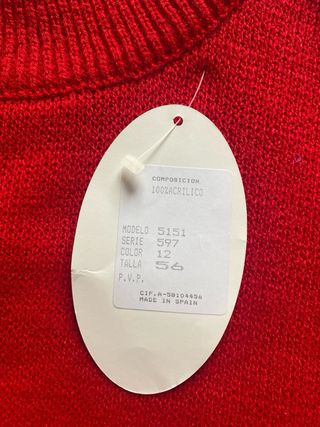 COMPOSICION
100%ACRILICO
MODELO 5151
SERIE 597
COLOR 12
TALLA 56
P.V.P.
CIF.A-58104456
MADE IN SPAIN